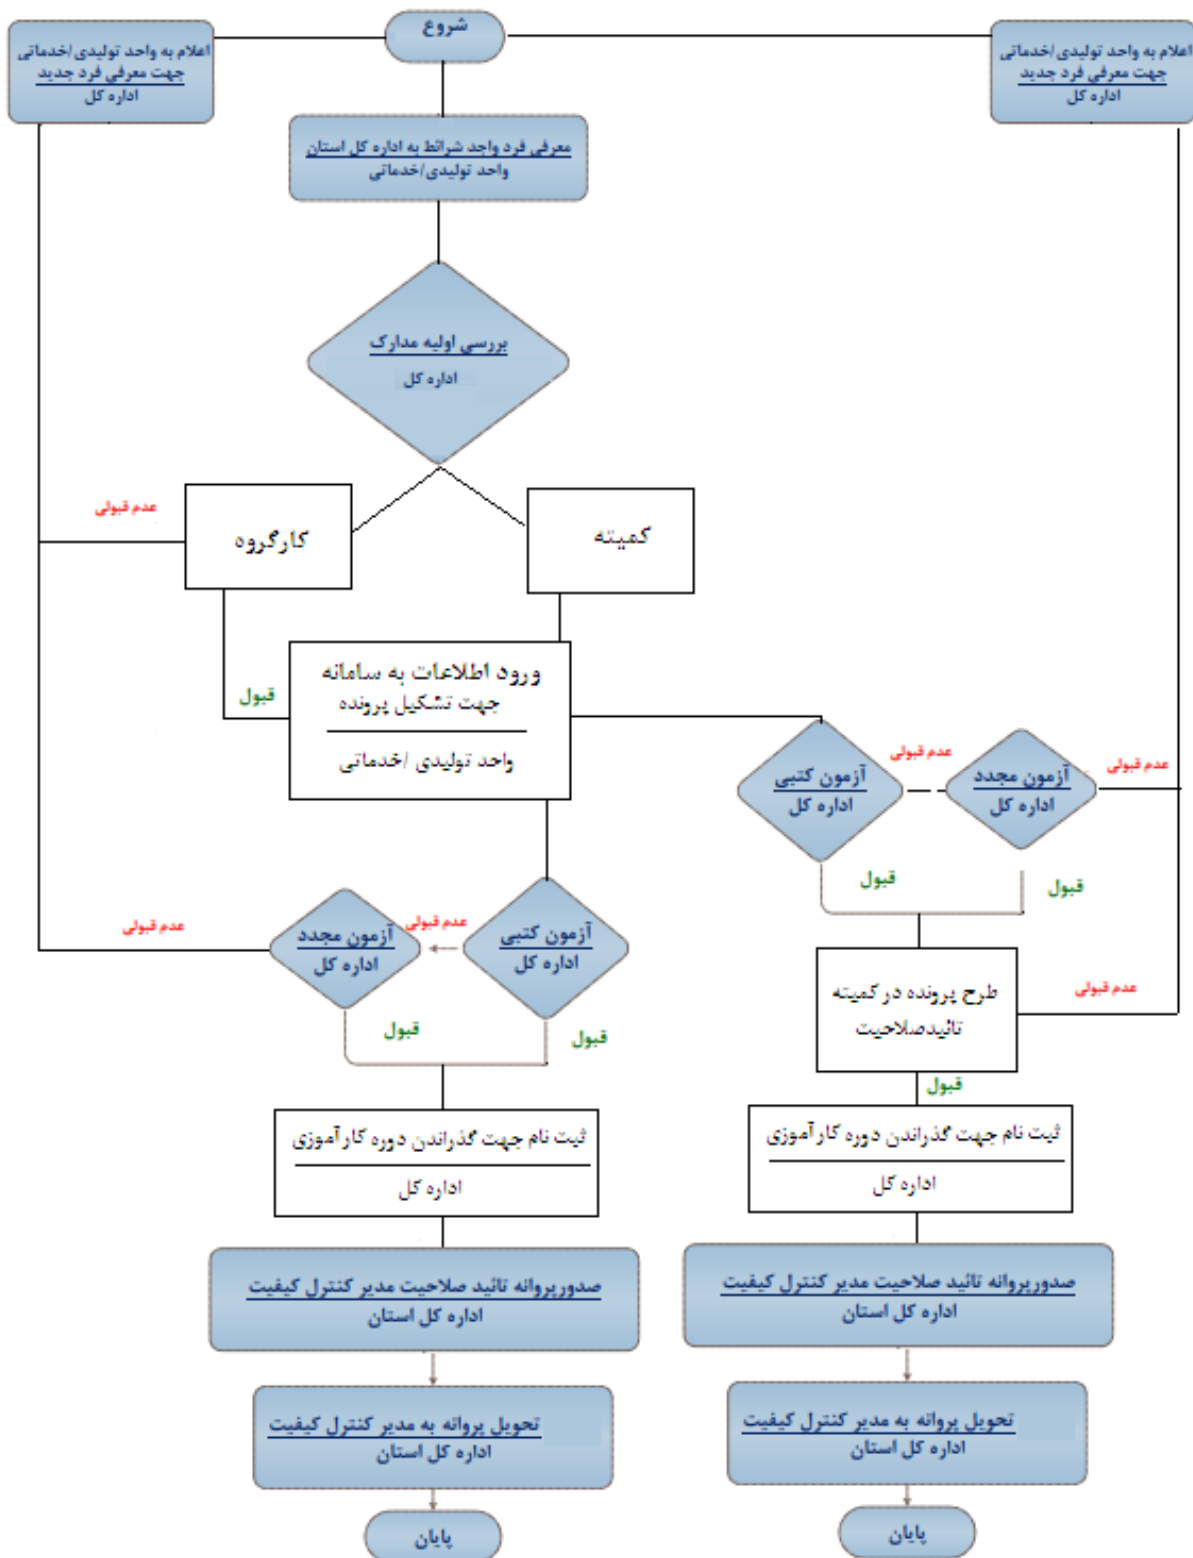 شروع
اعلام به واحد تولیدی/خدماتی
جهت معرفی فرد جدید
اداره کل
اعلام به واحد تولیدی/خدماتی
جهت معرفی فرد جدید
اداره کل
معرفی فرد واجد شرائط به اداره کل استان
واحد تولیدی/خدماتی
بررسی اولیه مدارک
اداره کل
کمیته
کارگروه
عدم قبولی
قبول
ورود اطلاعات به سامانه
جهت تشکیل پرونده
واحد تولیدی /خدماتی
آزمون کتبی
اداره کل
عدم قبولی
آزمون مجدد
اداره کل
عدم قبولی
قبول
قبول
طرح پرونده در کمیته
تائیدصلاحیت
عدم قبولی
قبول
ثبت نام جهت گذراندن دوره کارآموزی
اداره کل
صدورپروانه تائید صلاحیت مدیر کنترل کیفیت
اداره کل استان
تحویل پروانه به مدیر کنترل کیفیت
اداره کل استان
پایان
آزمون کتبی
اداره کل
عدم قبولی
آزمون مجدد
اداره کل
عدم قبولی
قبول
قبول
ثبت نام جهت گذراندن دوره کارآموزی
اداره کل
صدورپروانه تائید صلاحیت مدیر کنترل کیفیت
اداره کل استان
تحویل پروانه به مدیر کنترل کیفیت
اداره کل استان
پایان